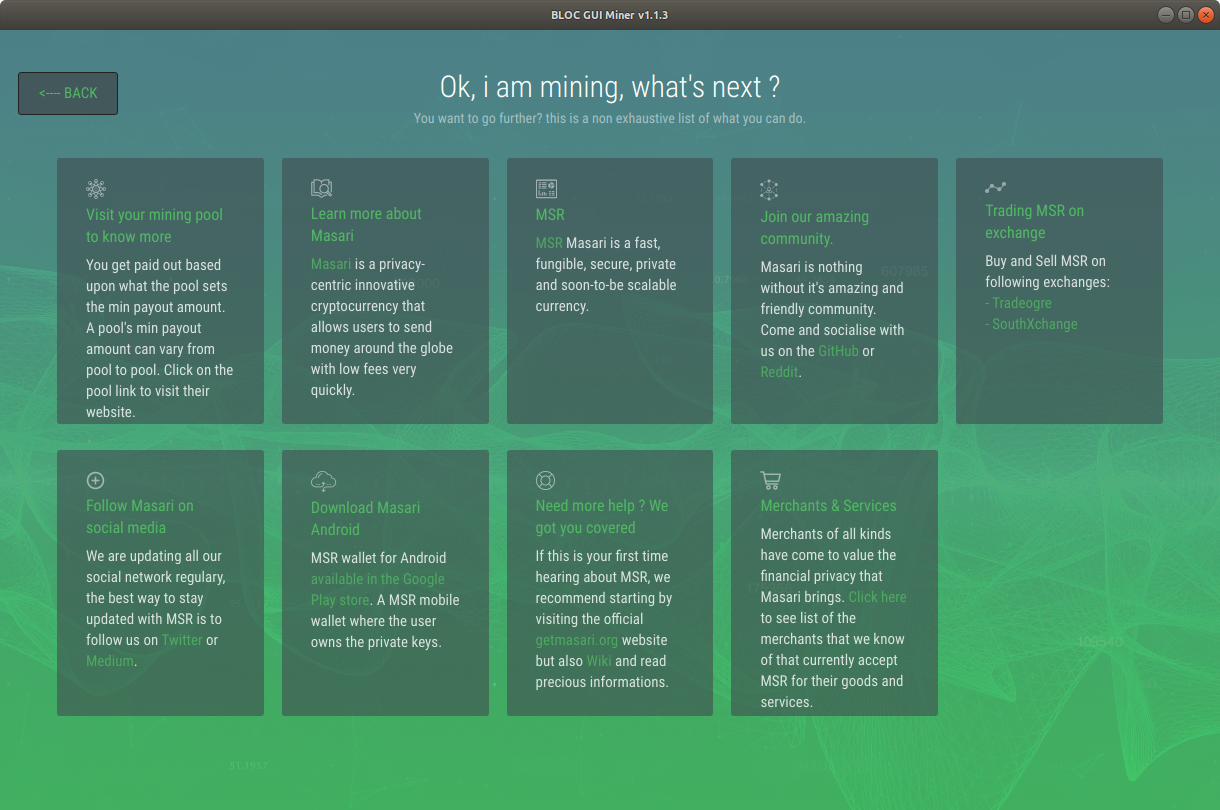 BLOC GUI Miner v1.1.3
<---- BACK
Ok, i am mining, what's next ?
You want to go further? this is a non exhaustive list of what you can do.
Visit your mining pool
to know more
You get paid out based
upon what the pool sets
the min payout amount.
A pool's min payout
amount can vary from
pool to pool. Click on the
pool link to visit their
website.
Learn more about
Masari
Masari is a privacy-
centric innovative
cryptocurrency that
allows users to send
money around the globe
with low fees very
quickly.
MSR
MSR Masari is a fast,
fungible, secure, private
and soon-to-be scalable
currency.
Join our amazing
community.
Masari is nothing
without it's amazing and
friendly community.
Come and socialise with
us on the GitHub or
Reddit.
Trading MSR on
exchange
Buy and Sell MSR on
following exchanges:
- Tradeogre
- SouthXchange
Follow Masari on
social media
We are updating all our
social network regulary,
the best way to stay
updated with MSR is to
follow us on Twitter or
Medium.
Download Masari
Android
MSR wallet for Android
available in the Google
Play store. A MSR mobile
wallet where the user
owns the private keys.
Need more help ? We
got you covered
If this is your first time
hearing about MSR, we
recommend starting by
visiting the official
getmasari.org website
but also Wiki and read
precious informations.
Merchants & Services
Merchants of all kinds
have come to value the
financial privacy that
Masari brings. Click here
to see list of the
merchants that we know
of that currently accept
MSR for their goods and
services.
607985
109540
51.1957